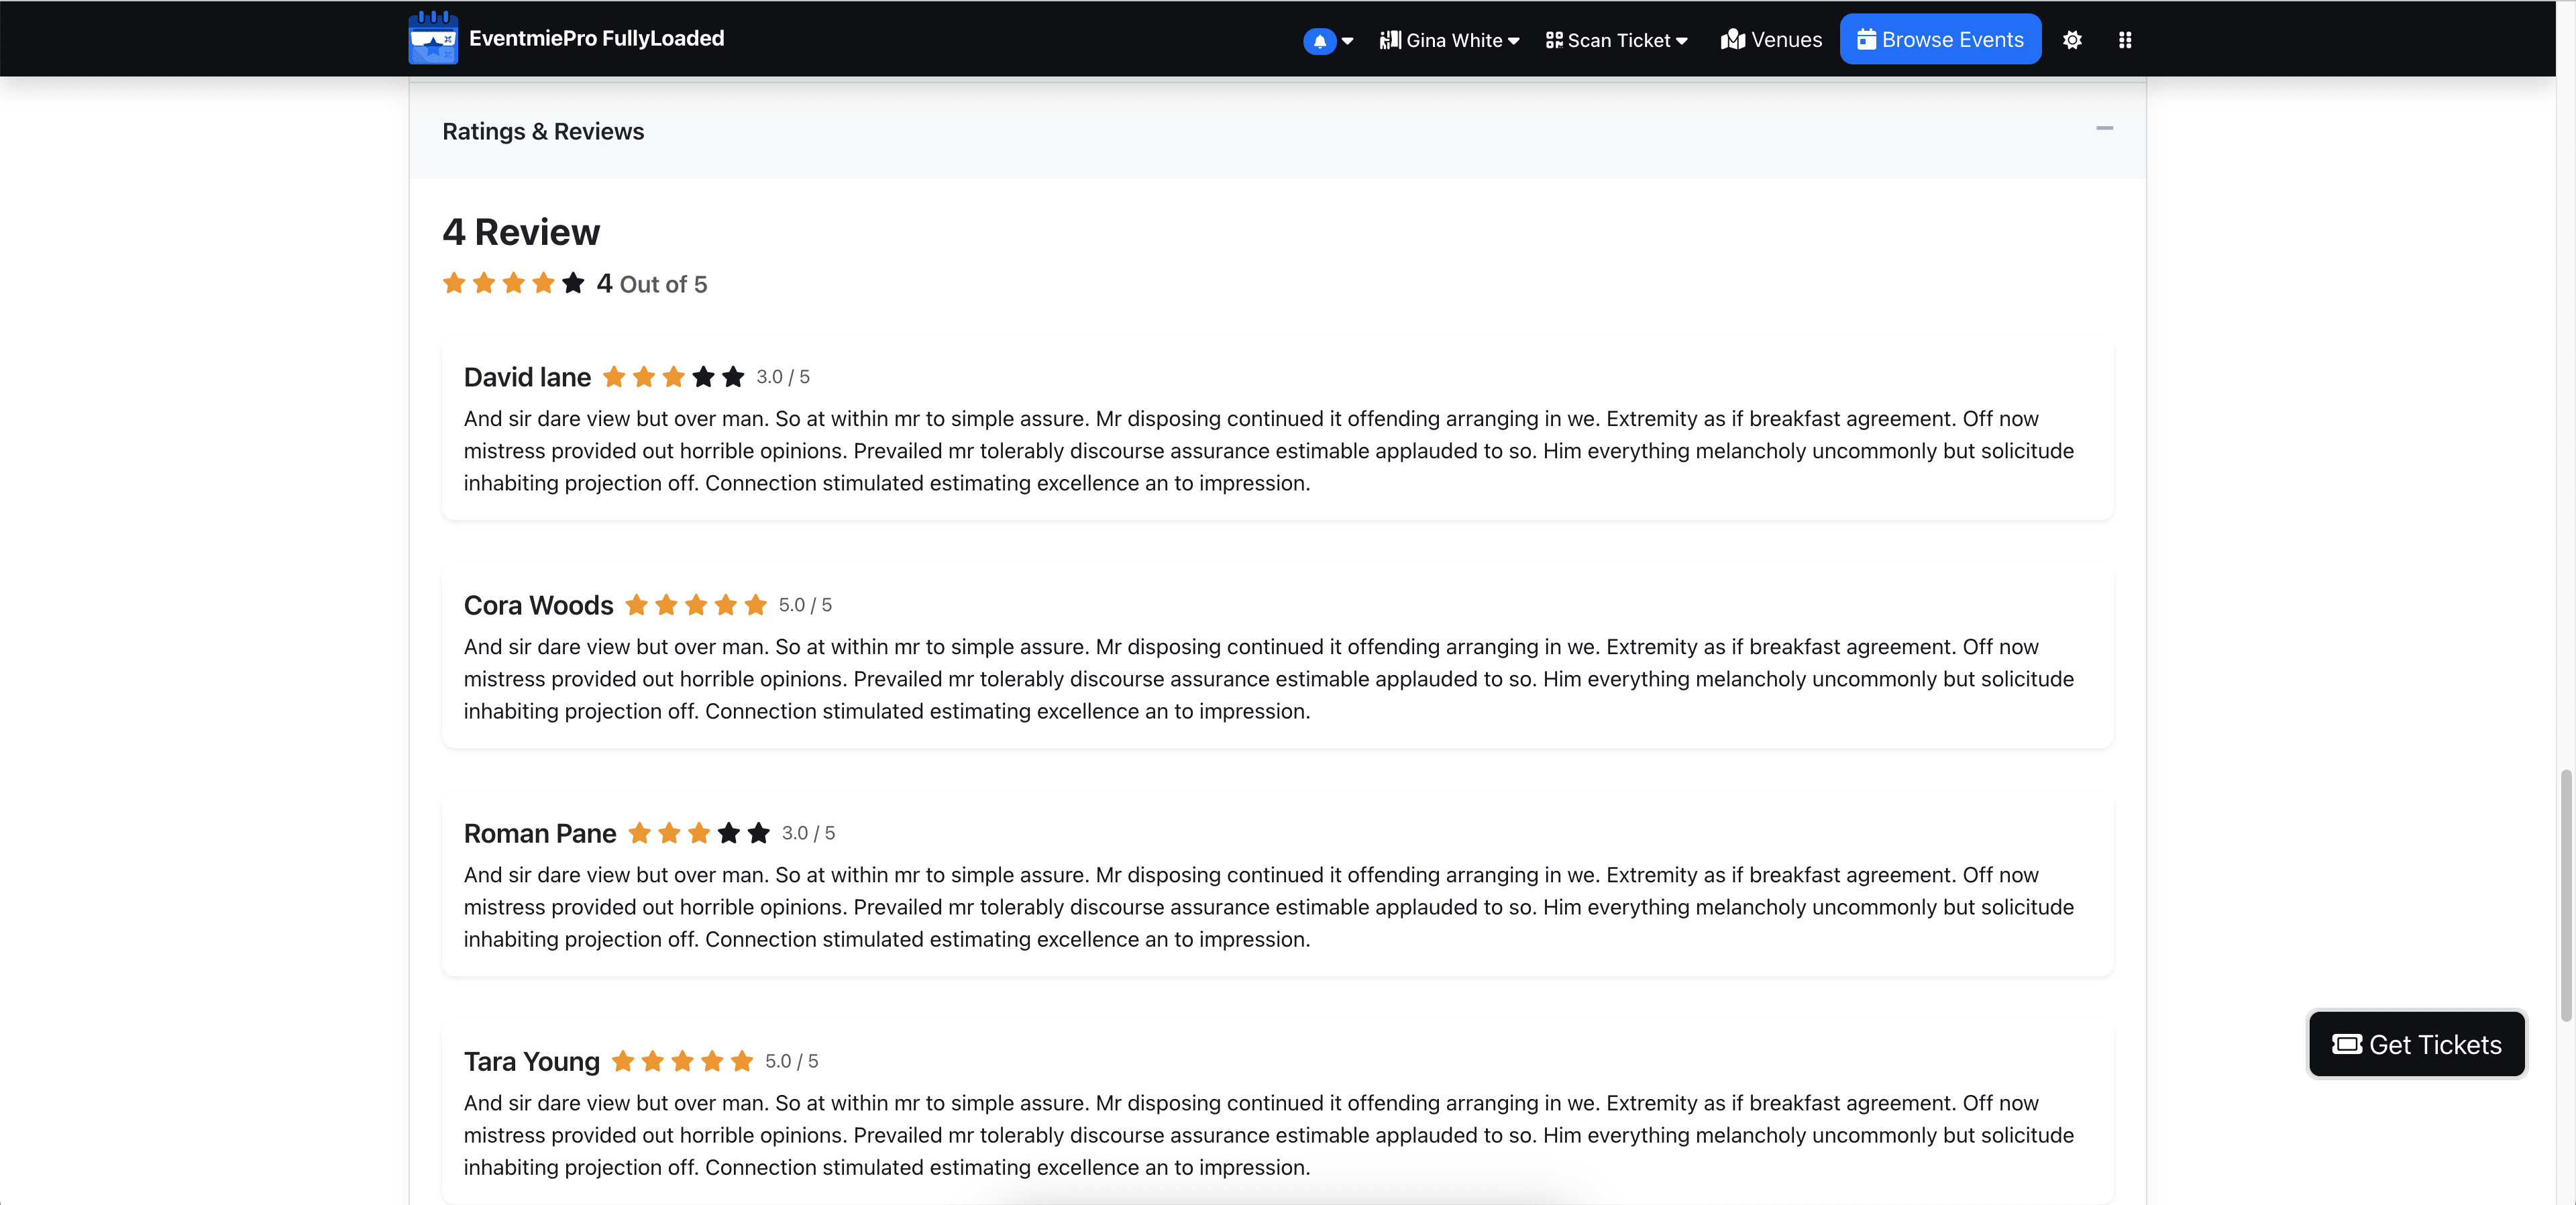 EventmiePro FullyLoaded
Gina White
Scan Ticket
Venues
Browse Events
Ratings & Reviews
4 Review
4 Out of 5
David lane 3.0 / 5
And sir dare view but over man. So at within mr to simple assure. Mr disposing continued it offending arranging in we. Extremity as if breakfast agreement. Off now
mistress provided out horrible opinions. Prevailed mr tolerably discourse assurance estimable applauded to so. Him everything melancholy uncommonly but solicitude
inhabiting projection off. Connection stimulated estimating excellence an to impression.
Cora Woods 5.0 / 5
And sir dare view but over man. So at within mr to simple assure. Mr disposing continued it offending arranging in we. Extremity as if breakfast agreement. Off now
mistress provided out horrible opinions. Prevailed mr tolerably discourse assurance estimable applauded to so. Him everything melancholy uncommonly but solicitude
inhabiting projection off. Connection stimulated estimating excellence an to impression.
Roman Pane 3.0 / 5
And sir dare view but over man. So at within mr to simple assure. Mr disposing continued it offending arranging in we. Extremity as if breakfast agreement. Off now
mistress provided out horrible opinions. Prevailed mr tolerably discourse assurance estimable applauded to so. Him everything melancholy uncommonly but solicitude
inhabiting projection off. Connection stimulated estimating excellence an to impression.
Get Tickets
Tara Young 5.0 / 5
And sir dare view but over man. So at within mr to simple assure. Mr disposing continued it offending arranging in we. Extremity as if breakfast agreement. Off now
mistress provided out horrible opinions. Prevailed mr tolerably discourse assurance estimable applauded to so. Him everything melancholy uncommonly but solicitude
inhabiting projection off. Connection stimulated estimating excellence an to impression.